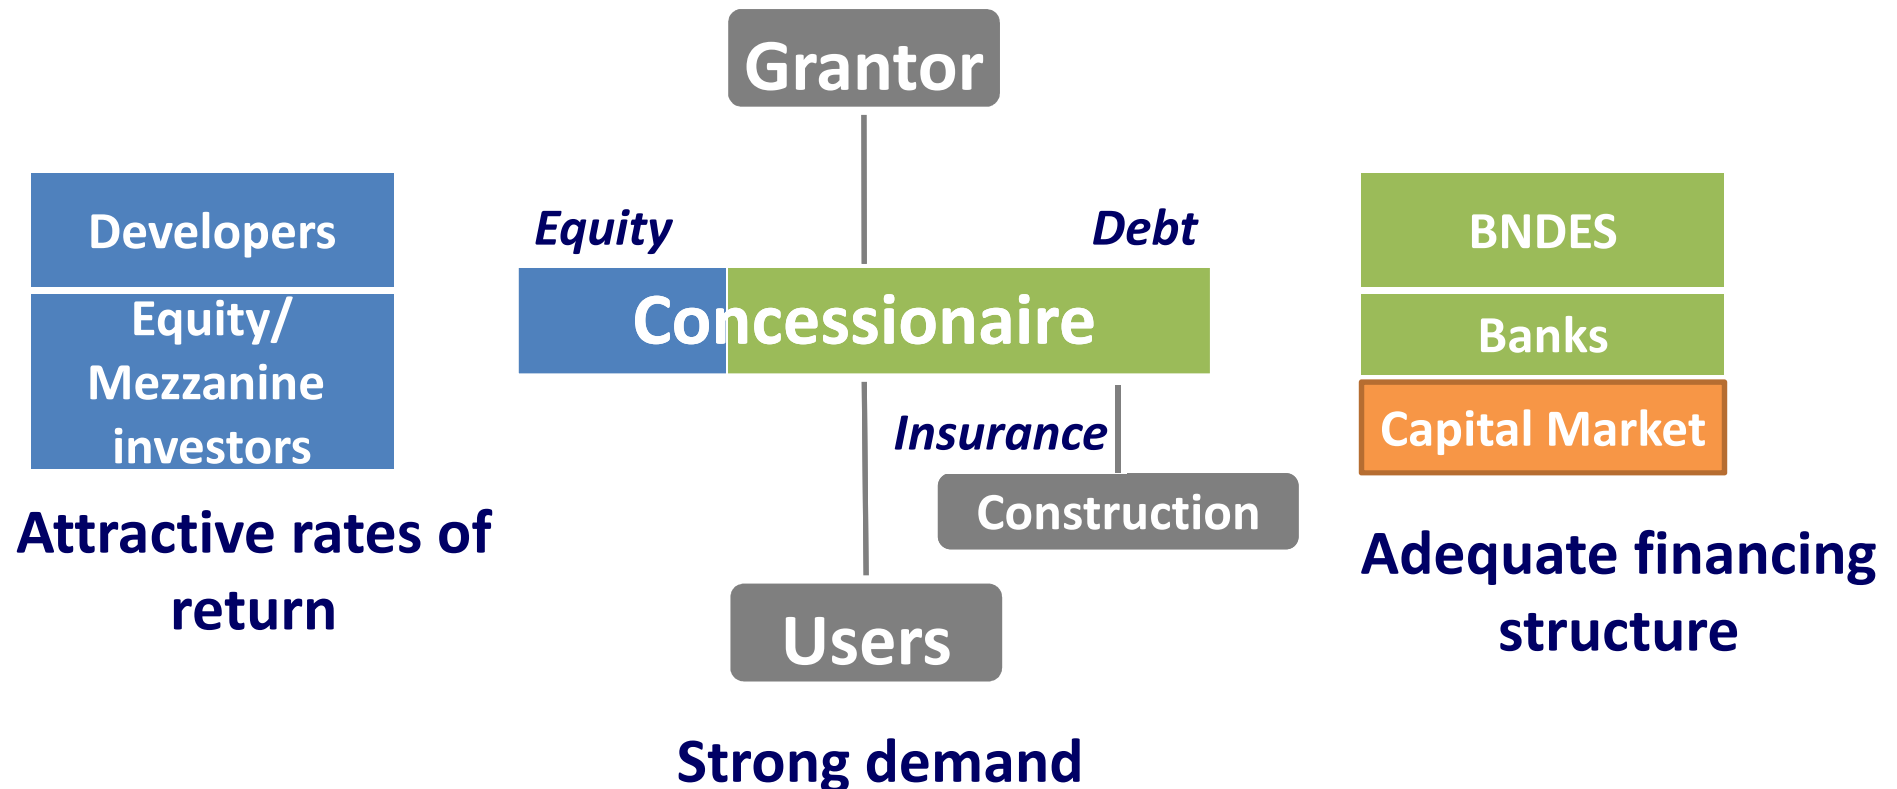 Grantor
Developers
Equity/
Mezzanine
investors
Attractive rates of
return
Equity
Debt
Concessionaire
Insurance
Construction
Users
Strong demand
BNDES
Banks
Capital Market
Adequate financing
structure